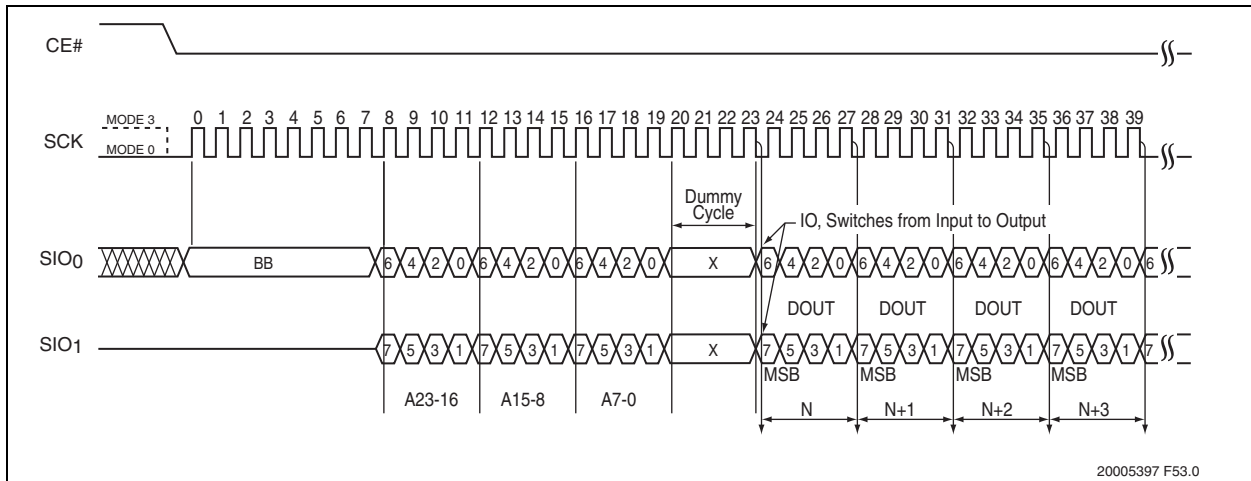 CE#
MODE 3
MODE 0
SCK
0 1 2 3 4 5 6 7 8 9 10 11 12 13 14 15 16 17 18 19 20 21 22 23 24 25 26 27 28 29 30 31 32 33 34 35 36 37 38 39
Dummy
Cycle
IO, Switches from Input to Output
SIO0 BB 6 4 2 0 6 4 2 0 6 4 2 0 X 6 4 2 0 6 4 2 0 6 4 2 0 6 4 2 0 6
DOUT DOUT DOUT DOUT
SIO1 7 5 3 1 7 5 3 1 7 5 3 1 X 7 5 3 1 7 5 3 1 7 5 3 1 7 5 3 1 7
MSB MSB MSB MSB
A23-16 A15-8 A7-0
N N+1 N+2 N+3
20005397 F53.0